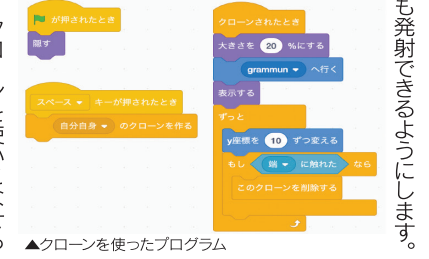 も発射できるようにします。
が押されたとき
隠す
スペース キーが押されたとき
自分自身 のクローンを作る
クローンされたとき
大きさを 20 %にする
grammun へ行く
表示する
ずっと
y座標を 10 ずつ変える
もし 端 に触れた なら
このクローンを削除する
▲クローンを使ったプログラム